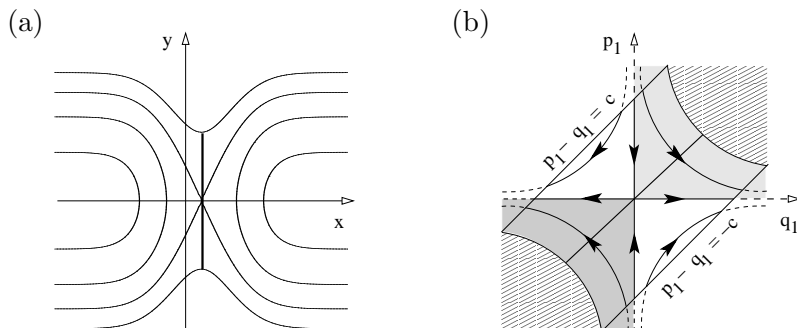 (a)
y
x
(b)
p₁
p₁ − q₁ = c
q₁
p₁ − q₁ = −c